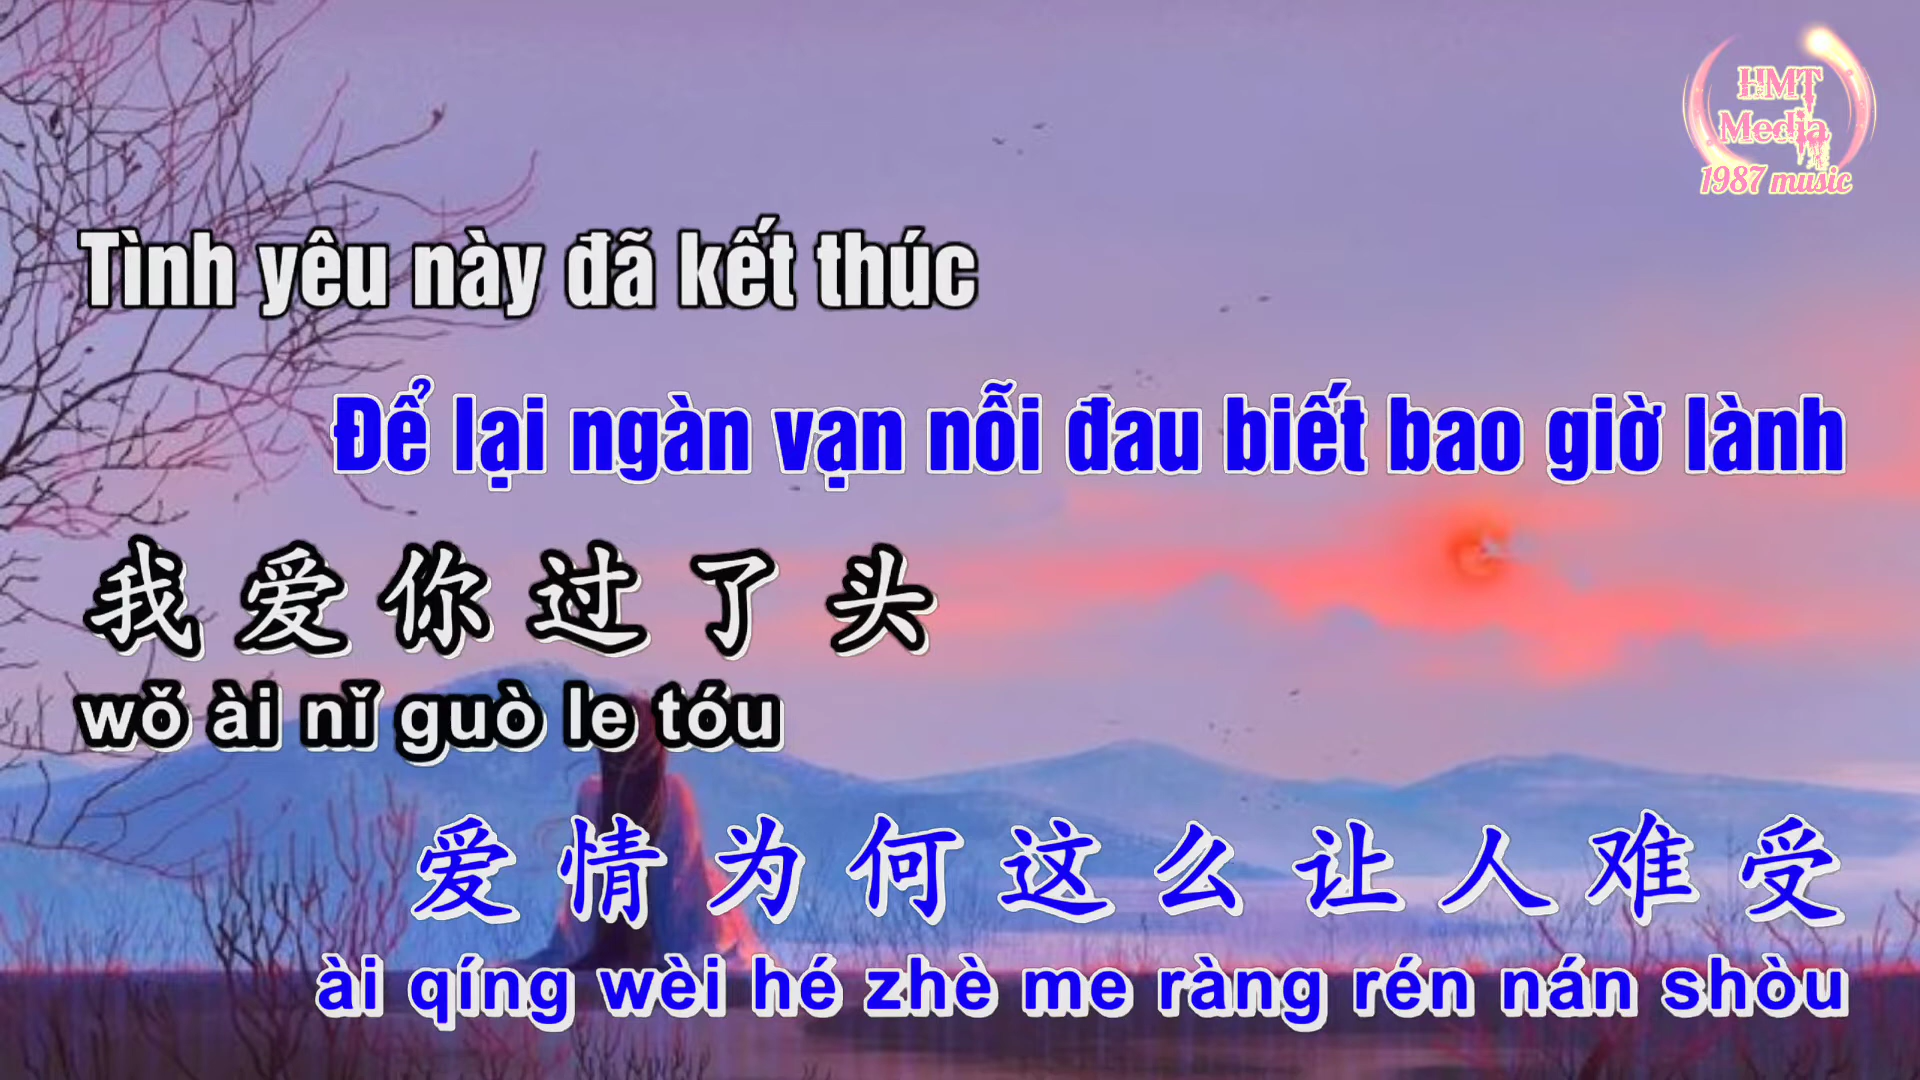 HMT
Media
1987 music
Tình yêu này đã kết thúc
Để lại ngàn vạn nỗi đau biết bao giờ lành
我爱你过了头
wǒ ài nǐ guò le tóu
爱情为何这么让人难受
ài qíng wèi hé zhè me ràng rén nán shòu